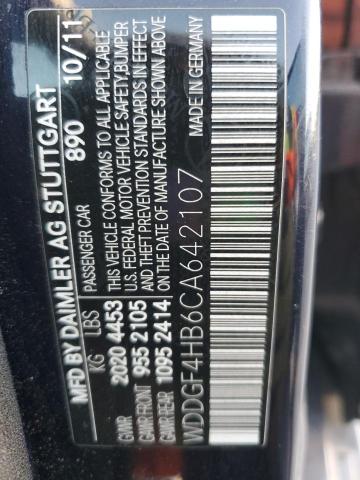 MFD BY DAIMLER AG STUTTGART
890 10/11
PASSENGER CAR
KG LBS
GVWR 2020 4453
GAWR-FRONT 955 2105
GAWR-REAR 1095 2414
THIS VEHICLE CONFORMS TO ALL APPLICABLE
U.S. FEDERAL MOTOR VEHICLE SAFETY,BUMPER
AND THEFT PREVENTION STANDARDS IN EFFECT
ON THE DATE OF MANUFACTURE SHOWN ABOVE
MADE IN GERMANY
WDDGF4HB6CA642107